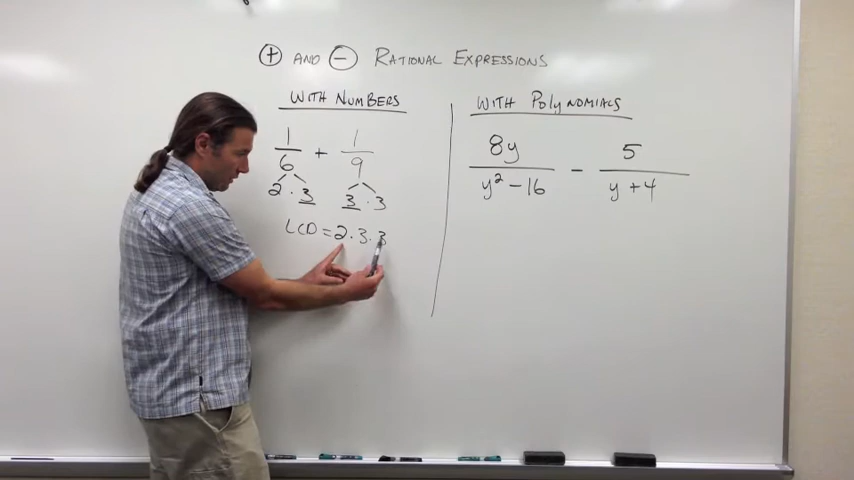 ⊕ AND ⊖ RATIONAL EXPRESSIONS
WITH NUMBERS
1/6 + 1/9
2 · 3 3 · 3
LCD = 2 · 3 · 3
WITH POLYNOMIALS
8y/(y² - 16) - 5/(y + 4)